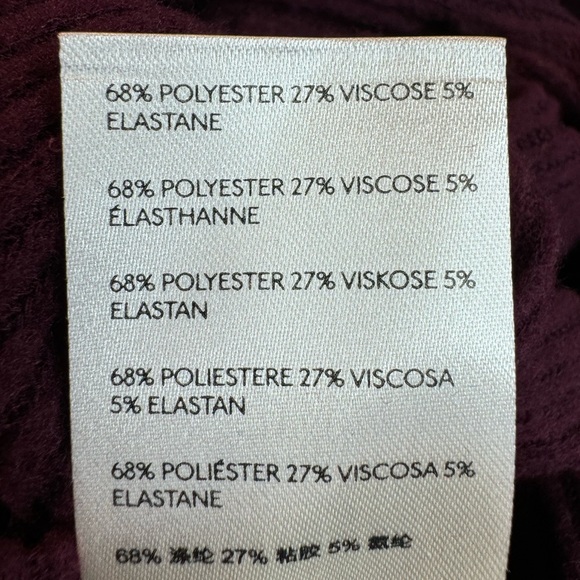 68% POLYESTER 27% VISCOSE 5%
ELASTANE
68% POLYESTER 27% VISCOSE 5%
ÉLASTHANNE
68% POLYESTER 27% VISKOSE 5%
ELASTAN
68% POLIESTERE 27% VISCOSA
5% ELASTAN
68% POLIÉSTER 27% VISCOSA 5%
ELASTANE
68% 涤纶 27% 粘胶 5% 氨纶